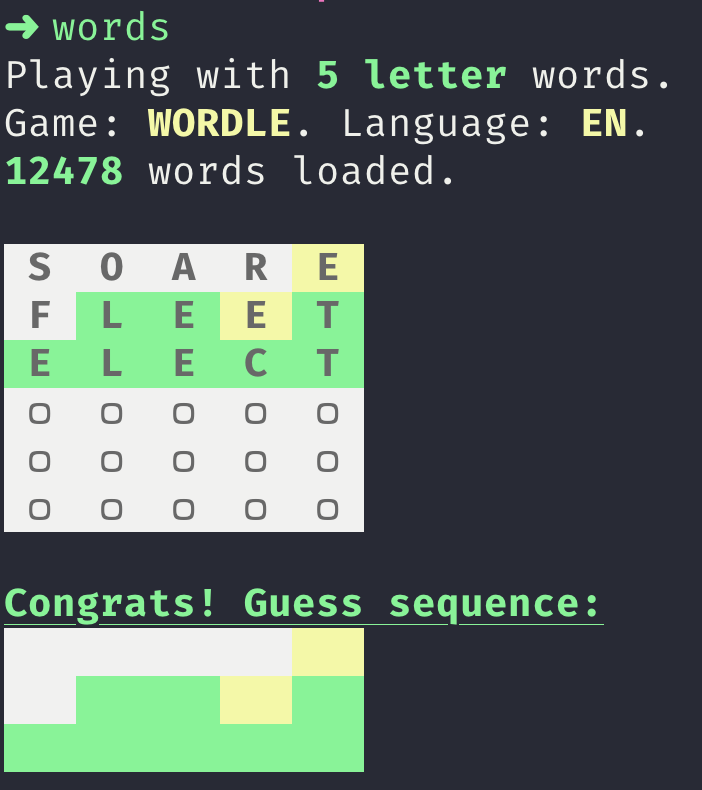 ➜ words
Playing with 5 letter words.
Game: WORDLE. Language: EN.
12478 words loaded.
S O A R E
F L E E T
E L E C T
▢ ▢ ▢ ▢ ▢
▢ ▢ ▢ ▢ ▢
▢ ▢ ▢ ▢ ▢
Congrats! Guess sequence: